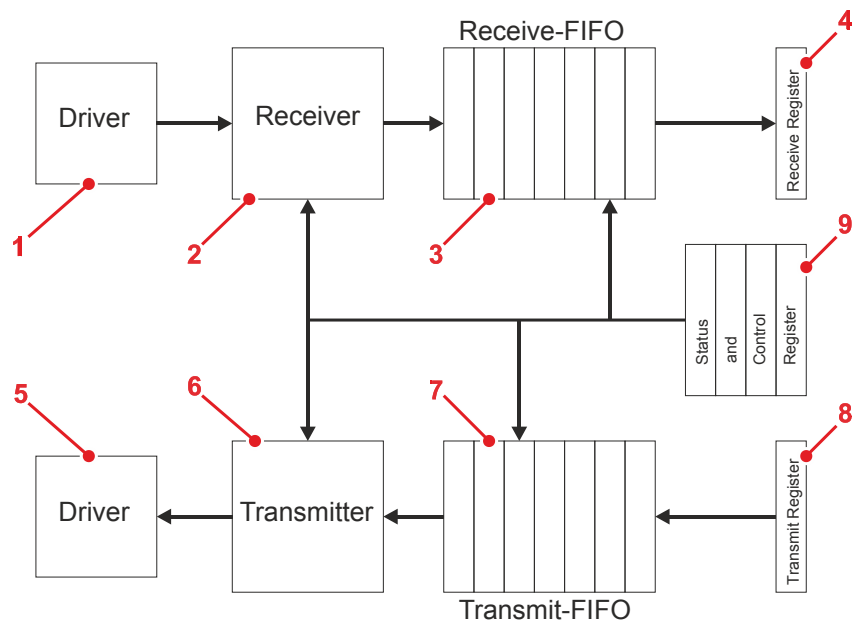 Receive-FIFO
4
Driver
Receiver
Receive Register
1
2
3
9
Status
and
Control
Register
5
6
7
8
Driver
Transmitter
Transmit Register
Transmit-FIFO